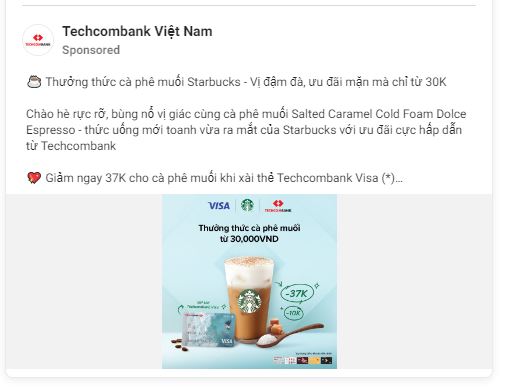 Techcombank Việt Nam
Sponsored
Thưởng thức cà phê muối Starbucks - Vị đậm đà, ưu đãi mặn mà chỉ từ 30K
Chào hè rực rỡ, bùng nổ vị giác cùng cà phê muối Salted Caramel Cold Foam Dolce
Espresso - thức uống mới toanh vừa ra mắt của Starbucks với ưu đãi cực hấp dẫn
từ Techcombank
Giảm ngay 37K cho cà phê muối khi xài thẻ Techcombank Visa (*)...
VISA TECHCOMBANK
Thưởng thức cà phê muối
từ 30,000VND
-37K
-10K
VISA